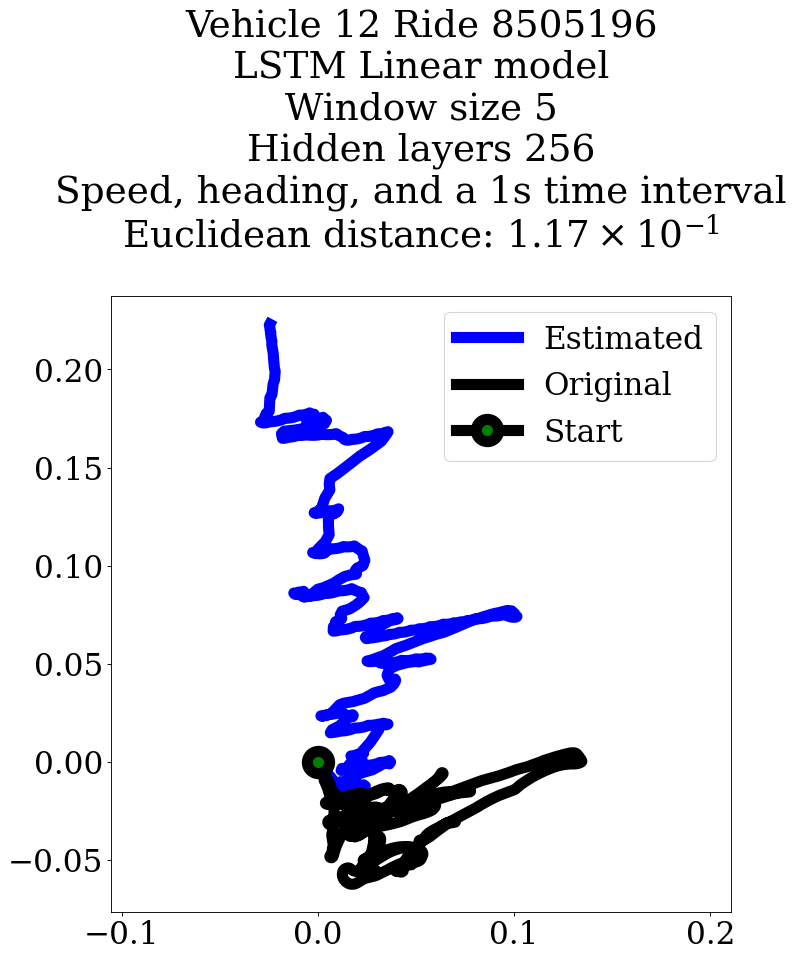 Vehicle 12 Ride 8505196
LSTM Linear model
Window size 5
Hidden layers 256
Speed, heading, and a 1s time interval
Euclidean distance: 1.17 × 10⁻¹
Estimated
Original
Start
0.20
0.15
0.10
0.05
0.00
−0.05
−0.1
0.0
0.1
0.2